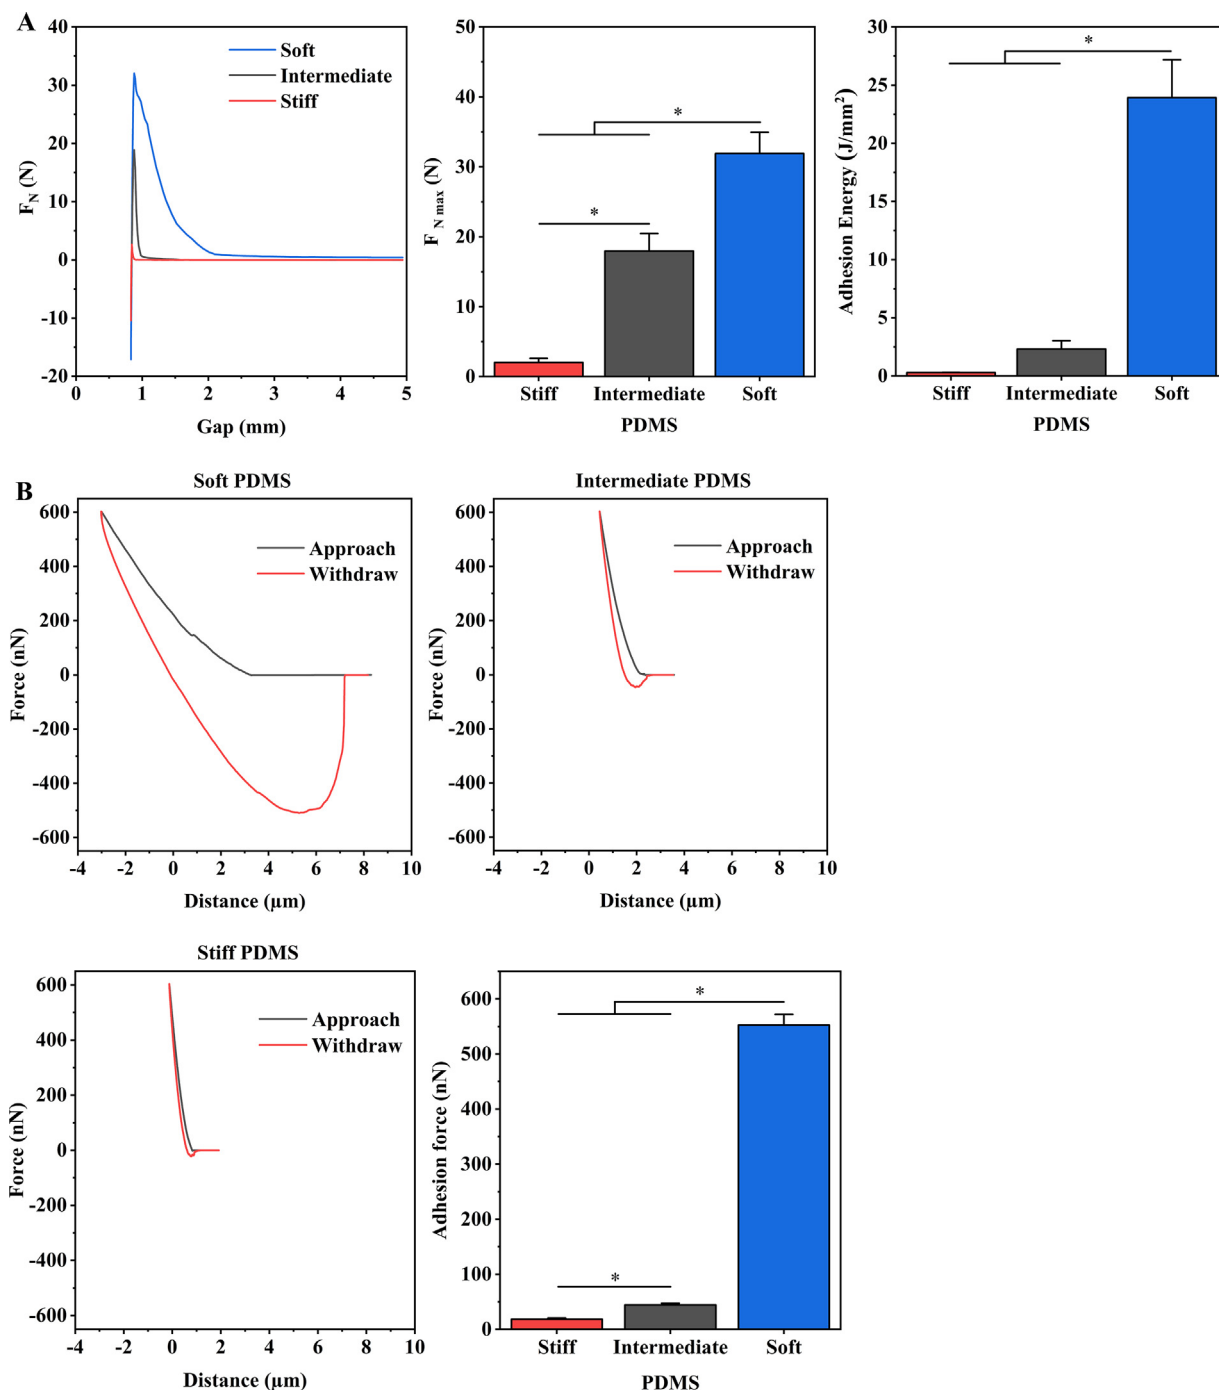 A
40
30
20
10
0
-10
-20
F_N (N)
0 1 2 3 4 5
Gap (mm)
Soft
Intermediate
Stiff
50
40
30
20
10
0
F_N max (N)
*
*
Stiff Intermediate Soft
PDMS
30
25
20
15
10
5
0
Adhesion Energy (J/mm²)
*
Stiff Intermediate Soft
PDMS
B
Soft PDMS
600
400
200
0
-200
-400
-600
Force (nN)
-4 -2 0 2 4 6 8 10
Distance (µm)
Approach
Withdraw
Intermediate PDMS
600
400
200
0
-200
-400
-600
Force (nN)
-4 -2 0 2 4 6 8 10
Distance (µm)
Approach
Withdraw
Stiff PDMS
600
400
200
0
-200
-400
-600
Force (nN)
-4 -2 0 2 4 6 8 10
Distance (µm)
Approach
Withdraw
600
500
400
300
200
100
0
Adhesion force (nN)
*
*
Stiff Intermediate Soft
PDMS